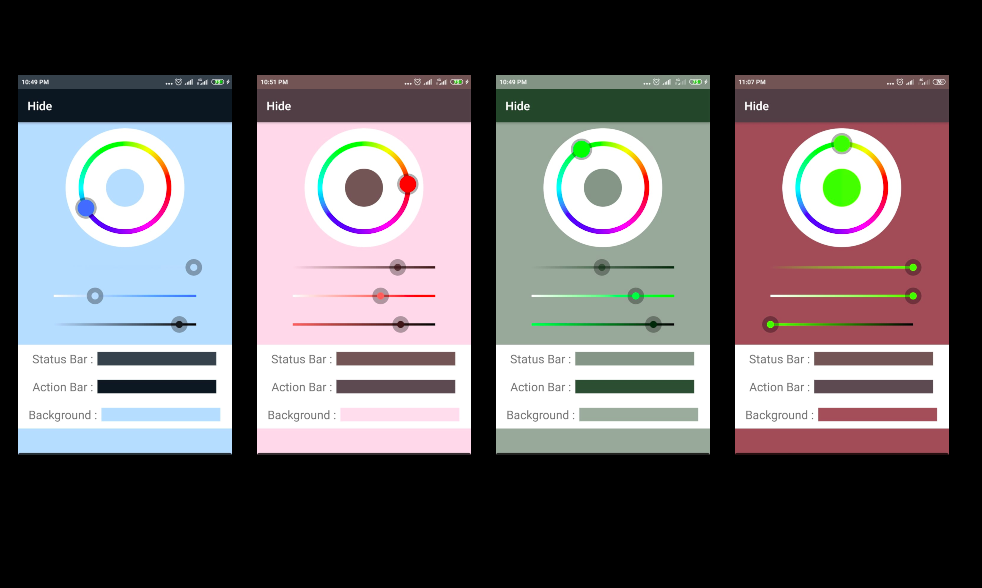 10:49 PM
Hide
Status Bar :
Action Bar :
Background :
10:51 PM
Hide
Status Bar :
Action Bar :
Background :
10:49 PM
Hide
Status Bar :
Action Bar :
Background :
11:07 PM
Hide
Status Bar :
Action Bar :
Background :